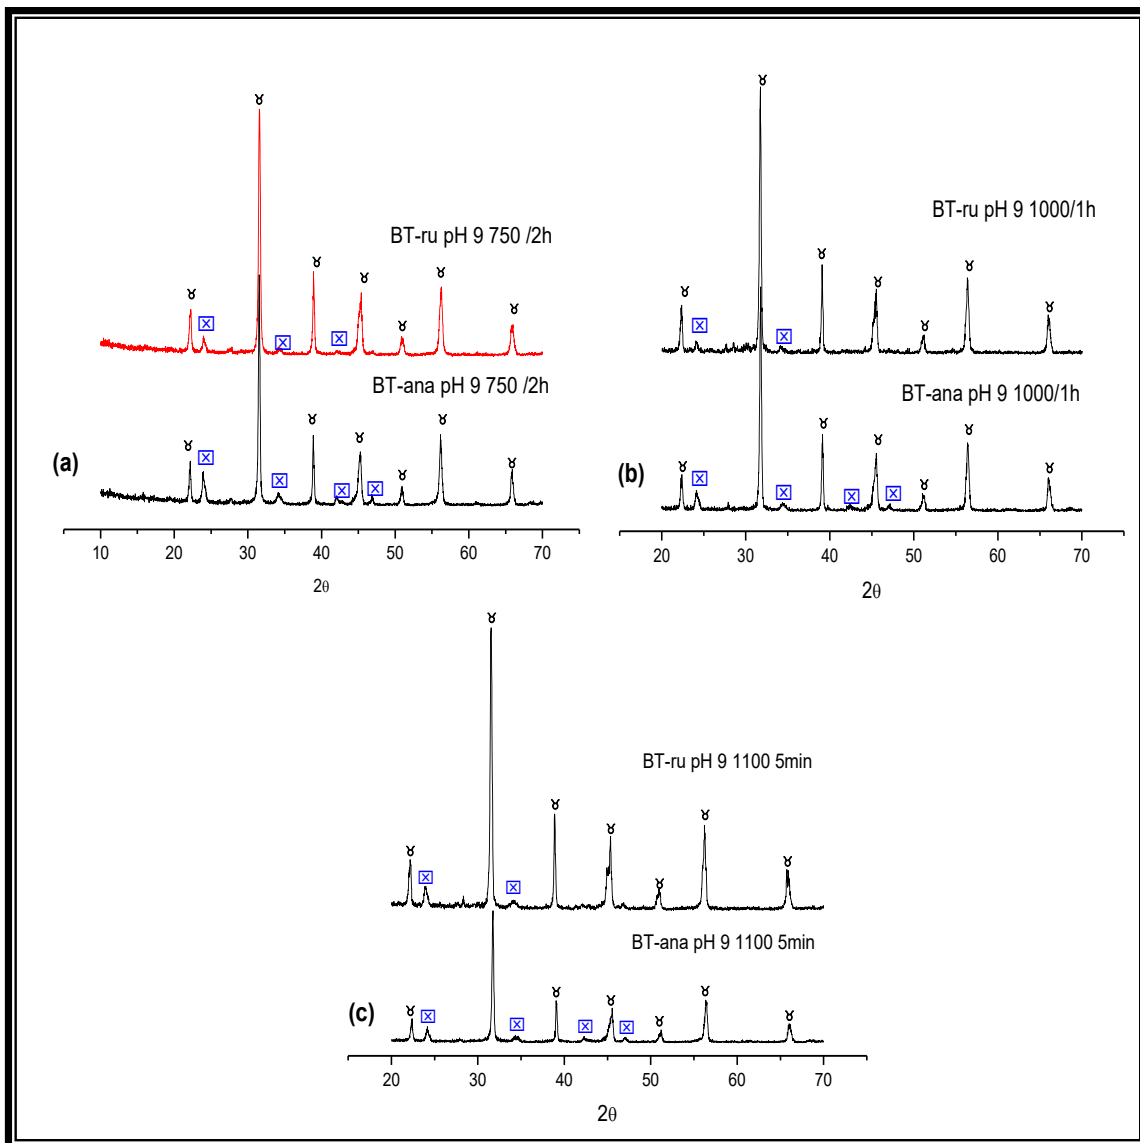 BT-ru pH 9 750 /2h
BT-ana pH 9 750 /2h
(a)
10 20 30 40 50 60 70
2θ
BT-ru pH 9 1000/1h
BT-ana pH 9 1000/1h
(b)
20 30 40 50 60 70
2θ
BT-ru pH 9 1100 5min
BT-ana pH 9 1100 5min
(c)
20 30 40 50 60 70
2θ